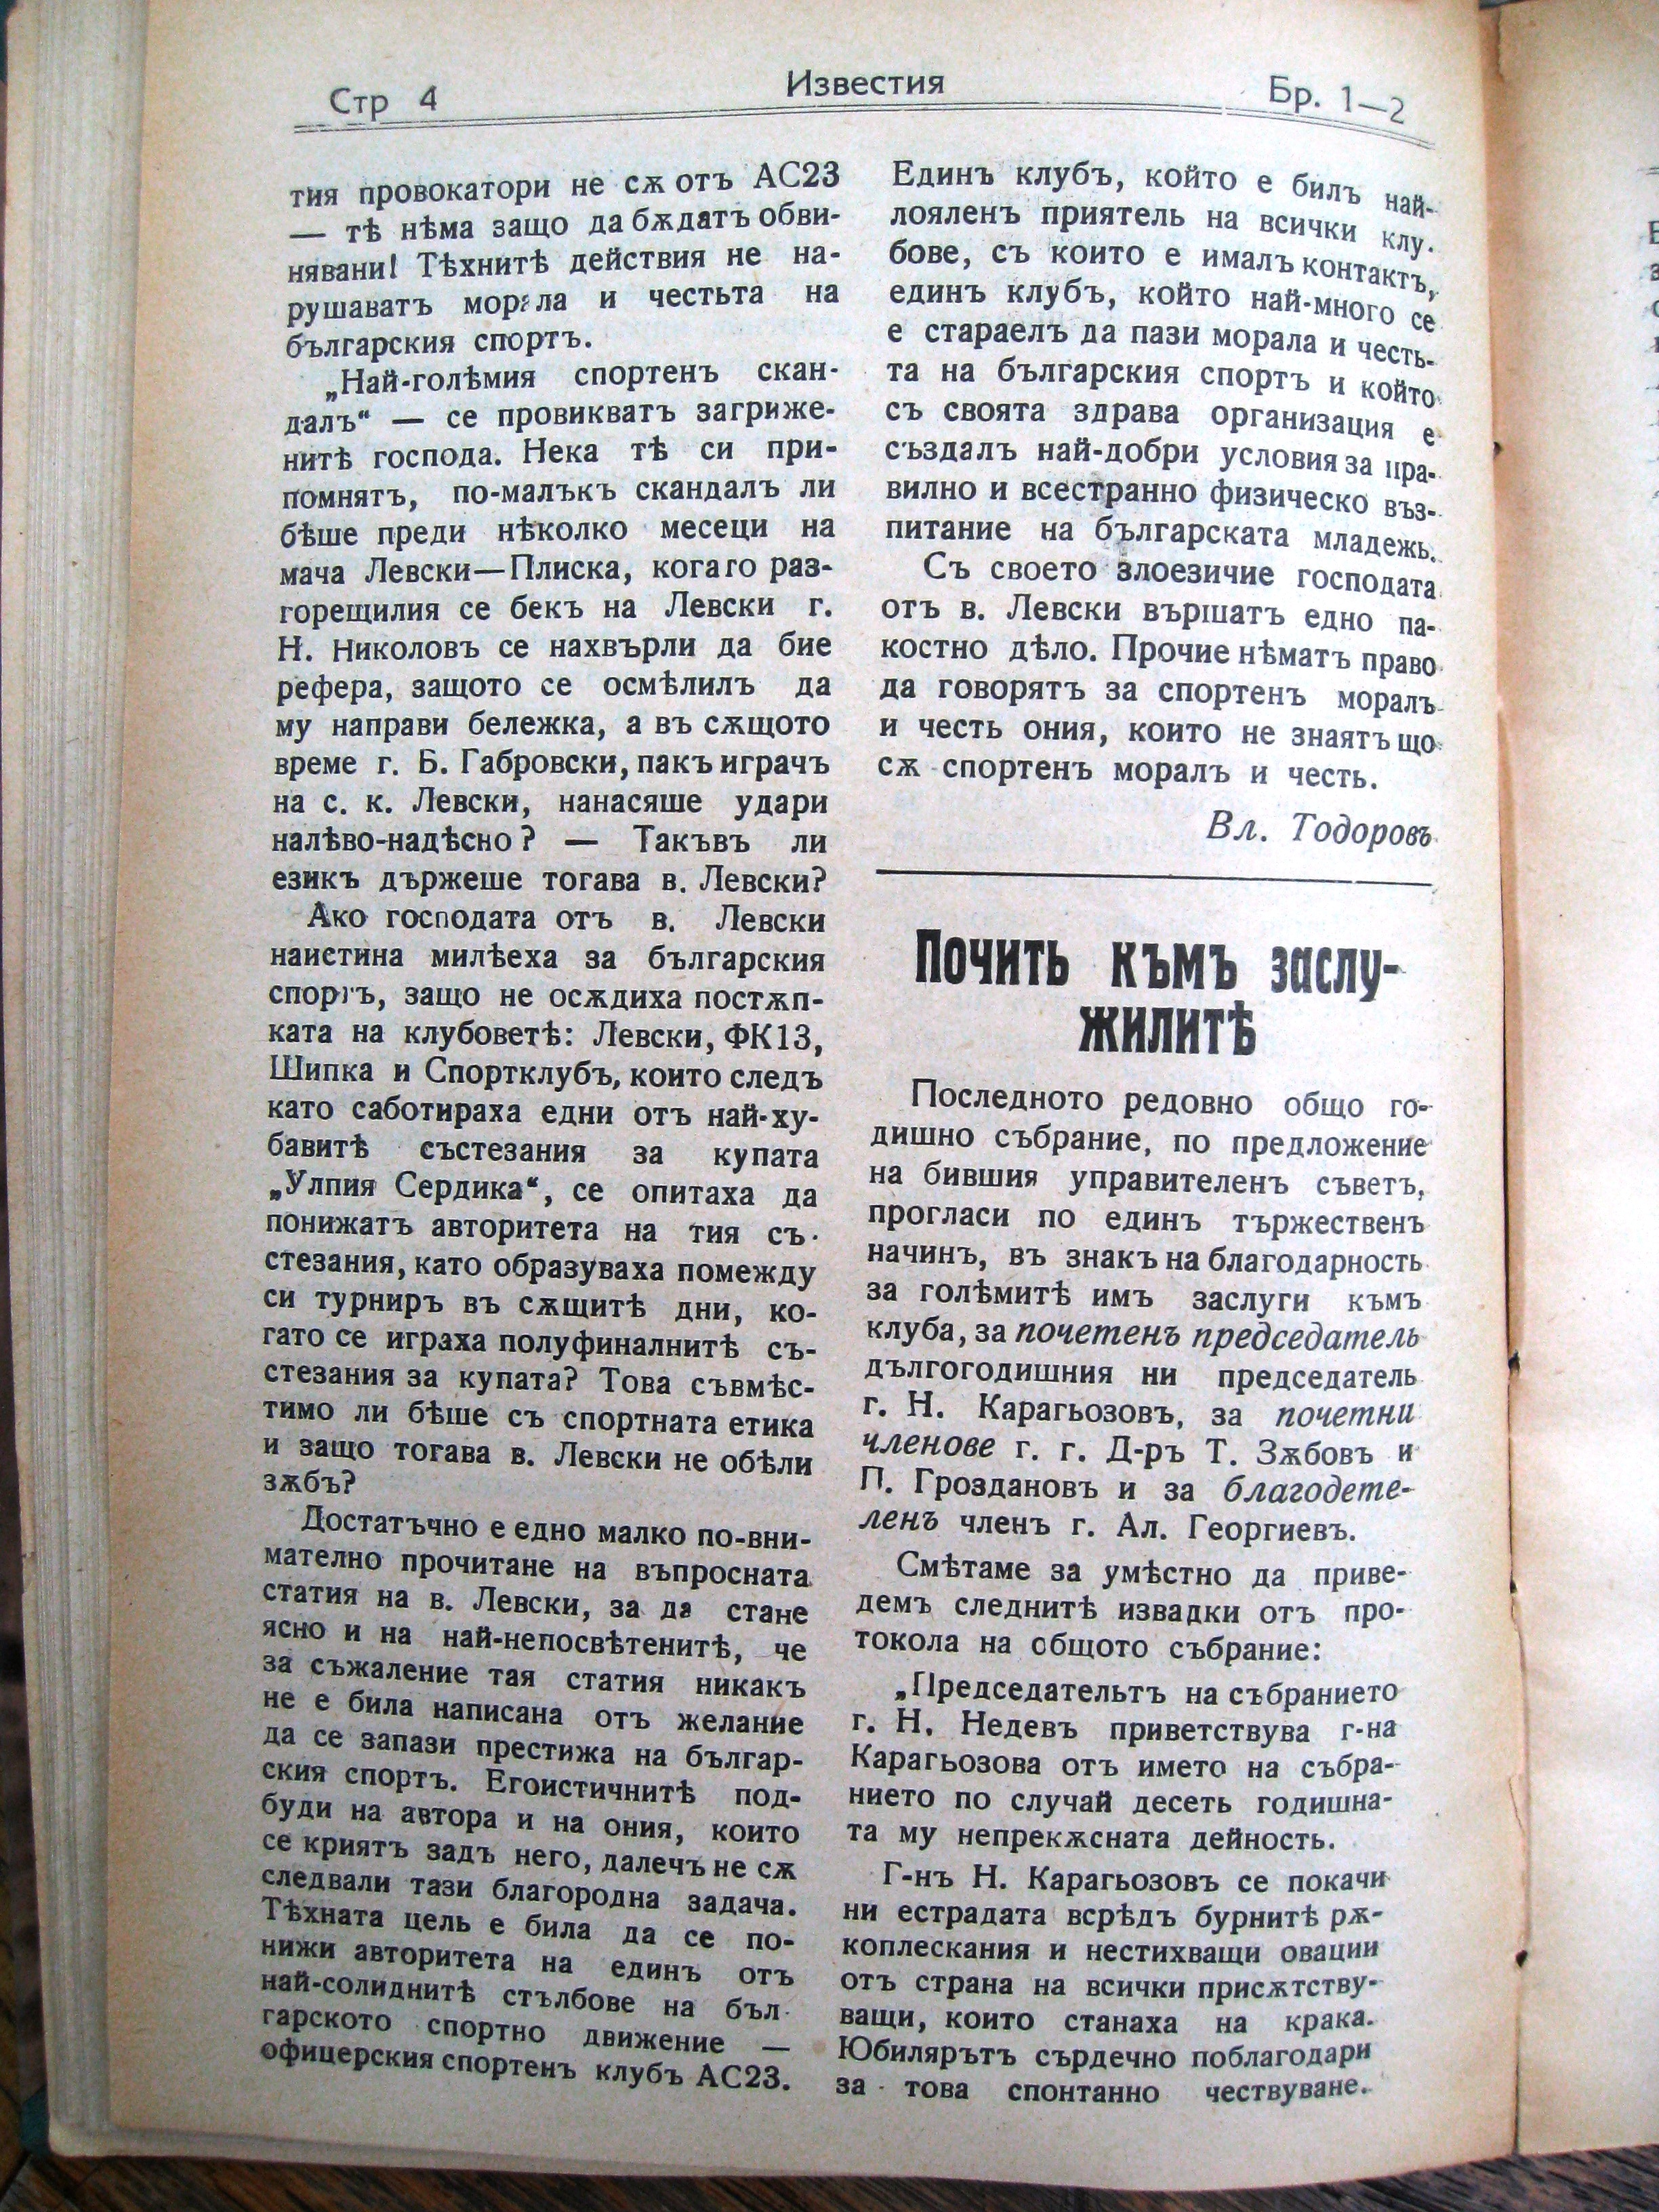 Стр 4
Известия
Бр. 1—2
тия провокатори не сѫ отъ АС23
— тѣ нѣма защо да бѫдатъ обви-
нявани! Тѣхнитѣ действия не на-
рушаватъ морала и честьта на
българския спортъ.
„Най-голѣмия спортенъ скан-
далъ“ — се провикватъ загриже-
нитѣ господа. Нека тѣ си при-
помнятъ, по-малъкъ скандалъ ли
бѣше преди нѣколко месеци на
мача Левски—Плиска, когаго раз-
горещилия се бекъ на Левски г.
Н. Николовъ се нахвърли да бие
рефера, защото се осмѣлилъ да
му направи бележка, а въ сѫщото
време г. Б. Габровски, пакъ играчъ
на с. к. Левски, нанасяше удари
налѣво-надѣсно? — Такъвъ ли
езикъ държеше тогава в. Левски?
Ако господата отъ в. Левски
наистина милѣеха за българския
спортъ, защо не осѫдиха постѫп-
ката на клубоветѣ: Левски, ФК13,
Шипка и Спортклубъ, които следъ
като саботираха едни отъ най-ху-
бавитѣ състезания за купата
„Улпия Сердика“, се опитаха да
понижатъ авторитета на тия съ-
стезания, като образуваха помежду
си турниръ въ сѫщитѣ дни, ко-
гато се играха полуфиналнитѣ съ-
стезания за купата? Това съвмѣс-
тимо ли бѣше съ спортната етика
и защо тогава в. Левски не обѣли
зѫбъ?
Достатъчно е едно малко по-вни-
мателно прочитане на въпросната
статия на в. Левски, за да стане
ясно и на най-непосвѣтенитѣ, че
за съжаление тая статия никакъ
не е била написана отъ желание
да се запази престижа на българ-
ския спортъ. Егоистичнитѣ под-
буди на автора и на ония, които
се криятъ задъ него, далечъ не сѫ
следвали тази благородна задача.
Тѣхната цель е била да се по-
нижи авторитета на единъ отъ
най-солиднитѣ стълбове на бъл-
гарското спортно движение —
офицерския спортенъ клубъ АС23.
Единъ клубъ, който е билъ най-
лояленъ приятель на всички клу-
бове, съ които е ималъ контактъ,
единъ клубъ, който най-много се
е стараелъ да пази морала и честь-
та на българския спортъ и който
съ своята здрава организация е
създалъ най-добри условия за пра-
вилно и всестранно физическо въз-
питание на българската младежь.
Съ своето злоезичие господата
отъ в. Левски вършатъ едно па-
костно дѣло. Прочие нѣматъ право
да говорятъ за спортенъ моралъ
и честь ония, които не знаятъ що
сѫ спортенъ моралъ и честь.
Вл. Тодоровъ
Почить към​ъ заслу-
жилитѣ
Последното редовно общо го-
дишно събрание, по предложение
на бившия управителенъ съветъ,
прогласи по единъ тържественъ
начинъ, въ знакъ на благодарность
за голѣмитѣ имъ заслуги къмъ
клуба, за почетенъ председатель
дългогодишния ни председатель
г. Н. Карагьозовъ, за почетни
членове г. г. Д-ръ Т. Зѫбовъ и
П. Гроздановъ и за благодете-
ленъ членъ г. Ал. Георгиевъ.
Смѣтаме за умѣстно да приве-
демъ следнитѣ извадки отъ про-
токола на общото събрание:
„Председательтъ на събранието
г. Н. Недевъ приветствува г-на
Карагьозова отъ името на събра-
нието по случай десеть годишна-
та му непрекѫсната дейность.
Г-нъ Н. Карагьозовъ се покачи
ни естрадата всрѣдъ бурнитѣ рѫ-
коплескания и нестихващи овации
отъ страна на всички присѫтству-
ващи, които станаха на крака.
Юбилярътъ сърдечно поблагодари
за това спонтанно чествуване.